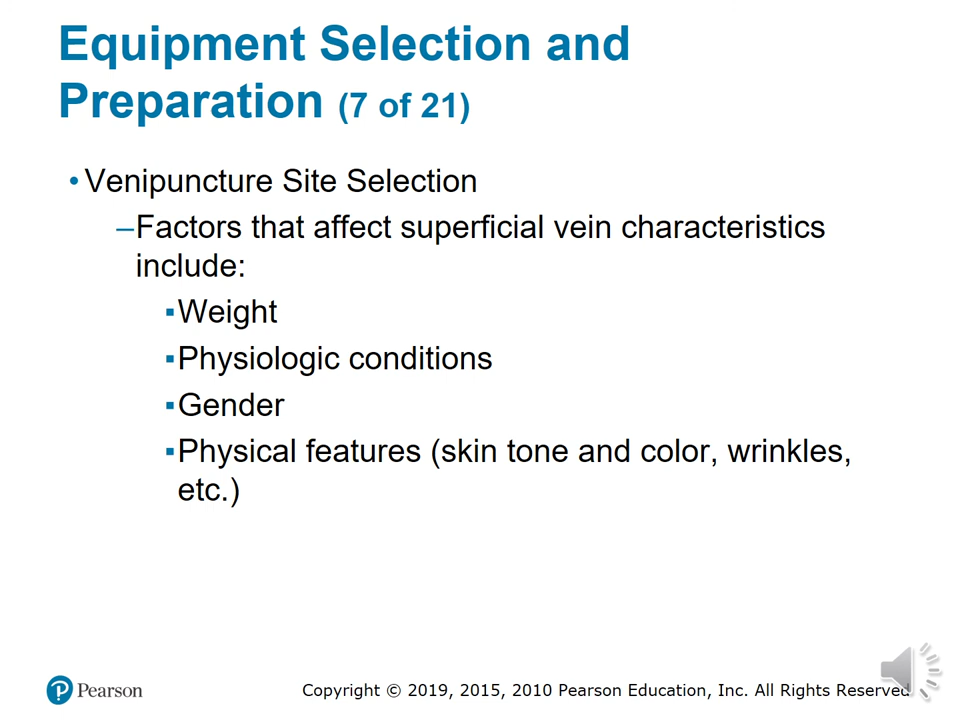 Equipment Selection and
Preparation (7 of 21)
• Venipuncture Site Selection
–Factors that affect superficial vein characteristics
include:
▪Weight
▪Physiologic conditions
▪Gender
▪Physical features (skin tone and color, wrinkles,
etc.)
Pearson
Copyright © 2019, 2015, 2010 Pearson Education, Inc. All Rights Reserved